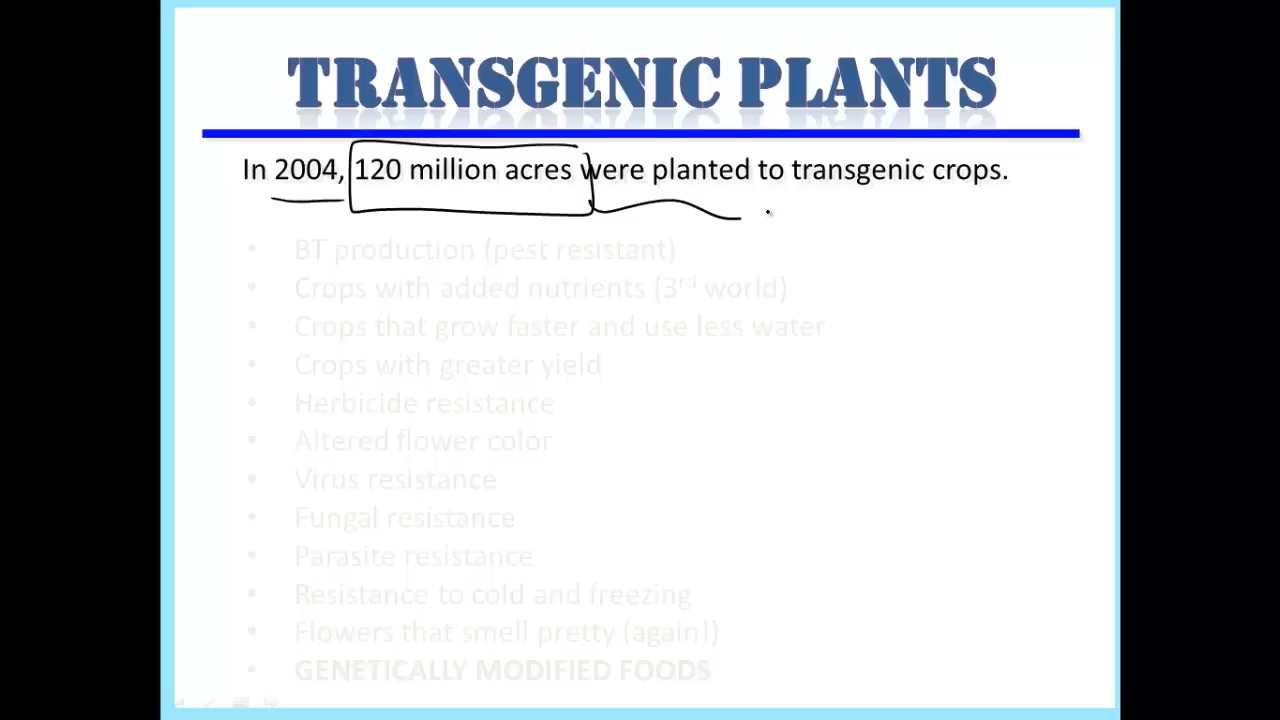 TRANSGENIC PLANTS
In 2004, 120 million acres were planted to transgenic crops.
• BT production (pest resistant)
• Crops with added nutrients (3rd world)
• Crops that grow faster and use less water
• Crops with greater yield
• Herbicide resistance
• Altered flower color
• Virus resistance
• Fungal resistance
• Parasite resistance
• Resistance to cold and freezing
• Flowers that smell pretty (again!)
• GENETICALLY MODIFIED FOODS